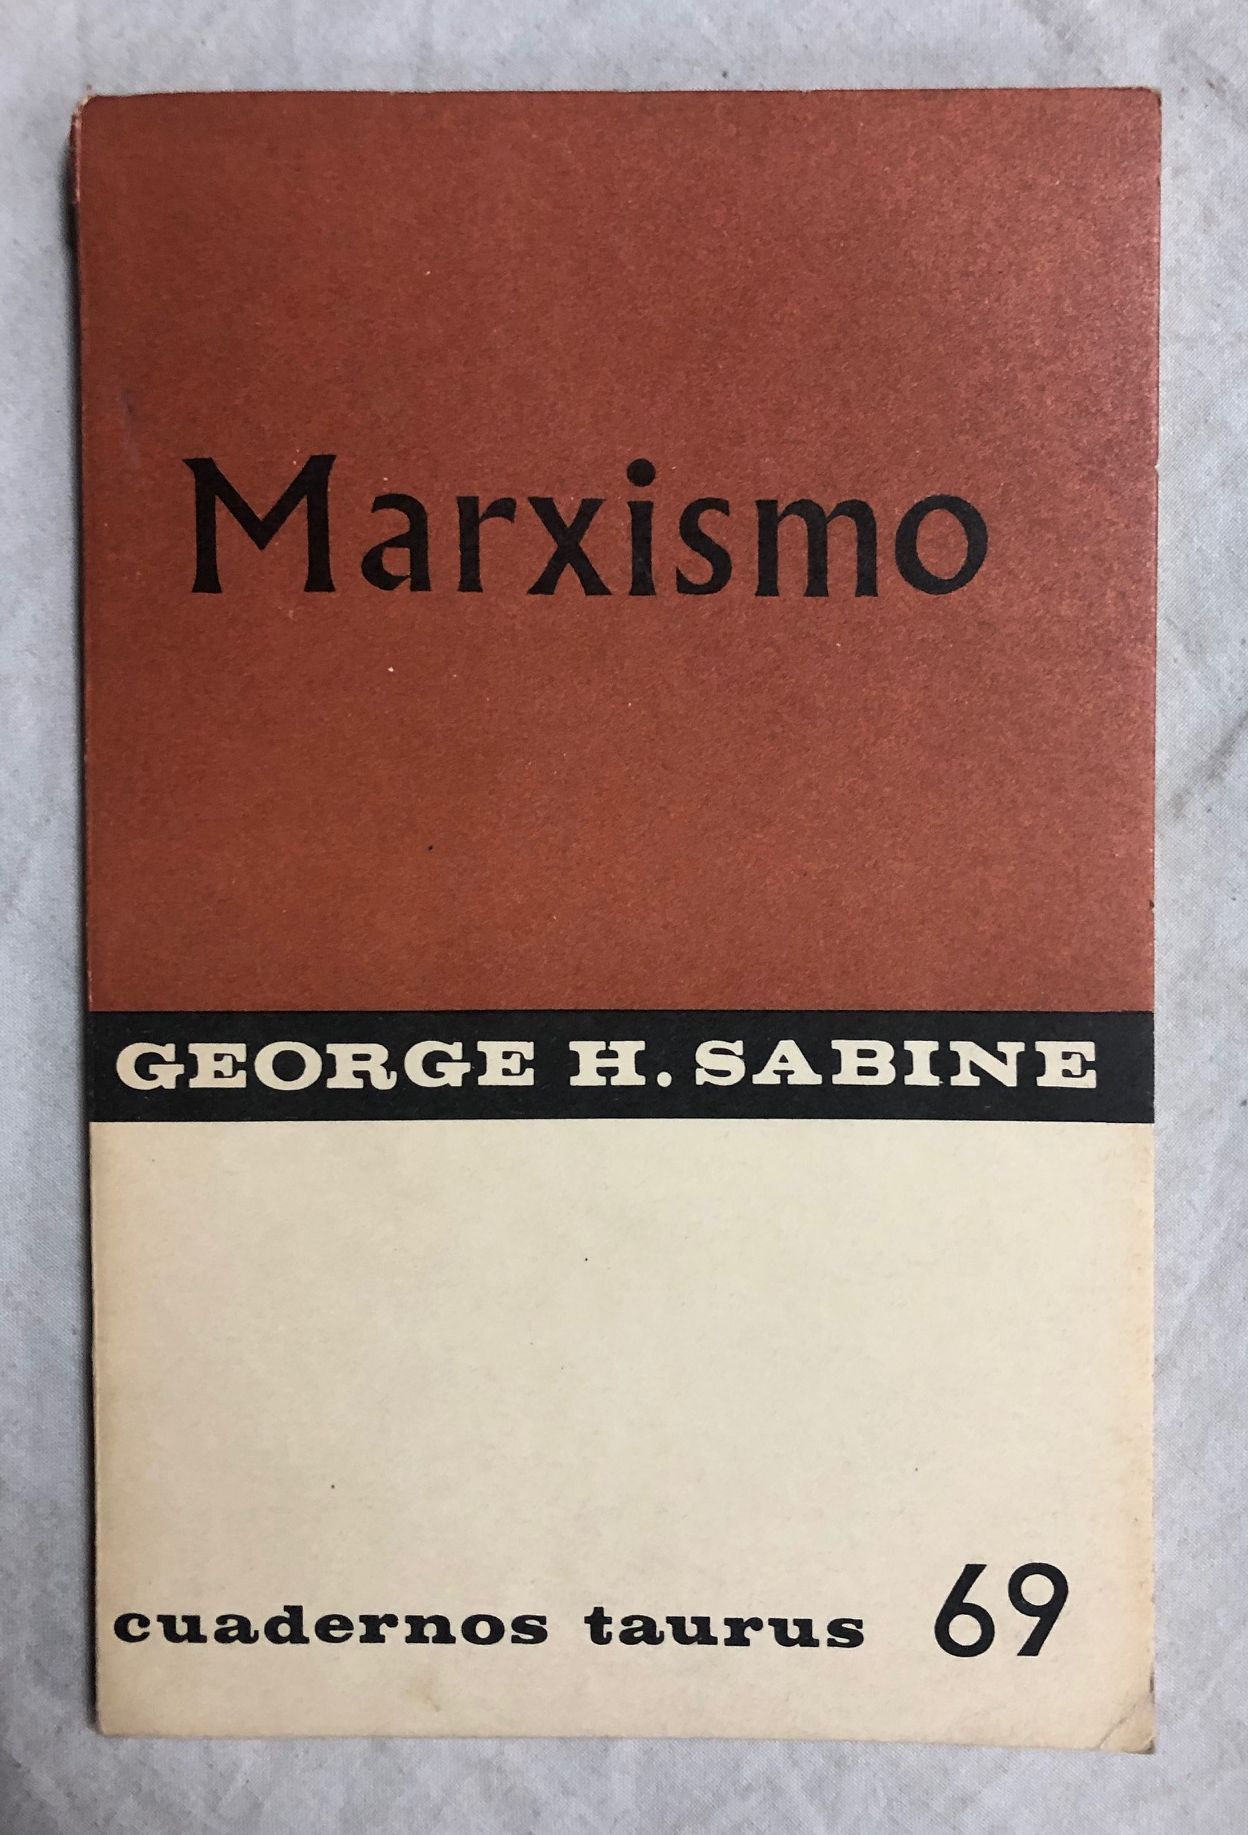 Marxismo
GEORGE H. SABINE
cuadernos taurus 69